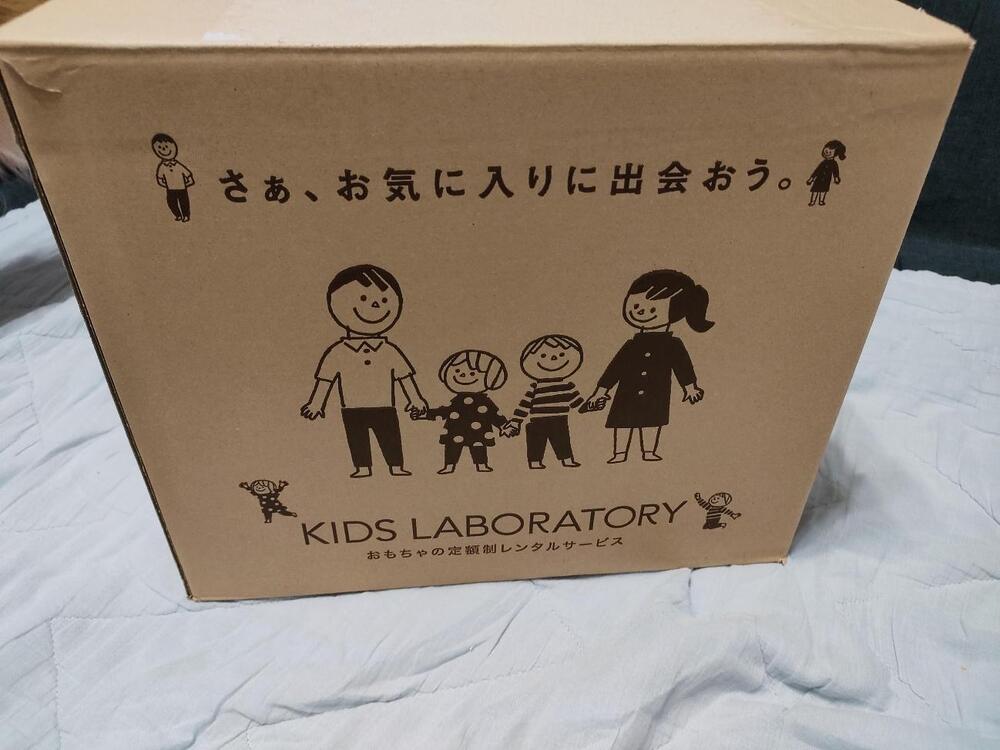 さぁ、お気に入りに出会おう。
KIDS LABORATORY
おもちゃの定額制レンタルサービス